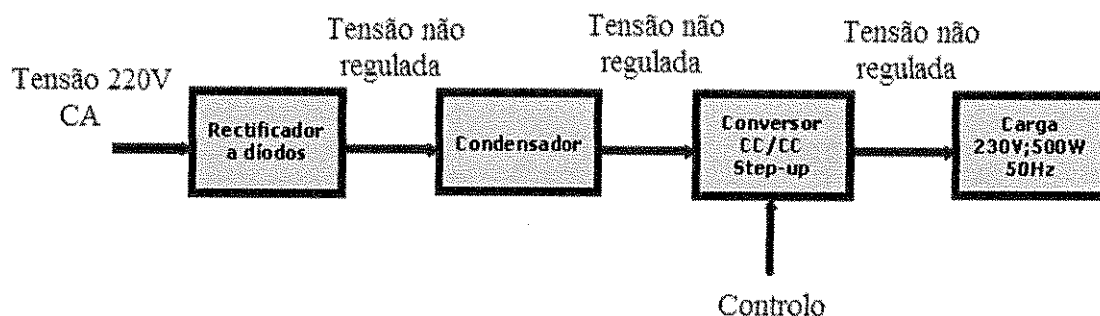 Tensão 220V
CA
Rectificador
a díodos
Tensão não
regulada
Condensador
Tensão não
regulada
Conversor
CC/CC
Step-up
Tensão não
regulada
Carga
230V;500W
50Hz
Controlo